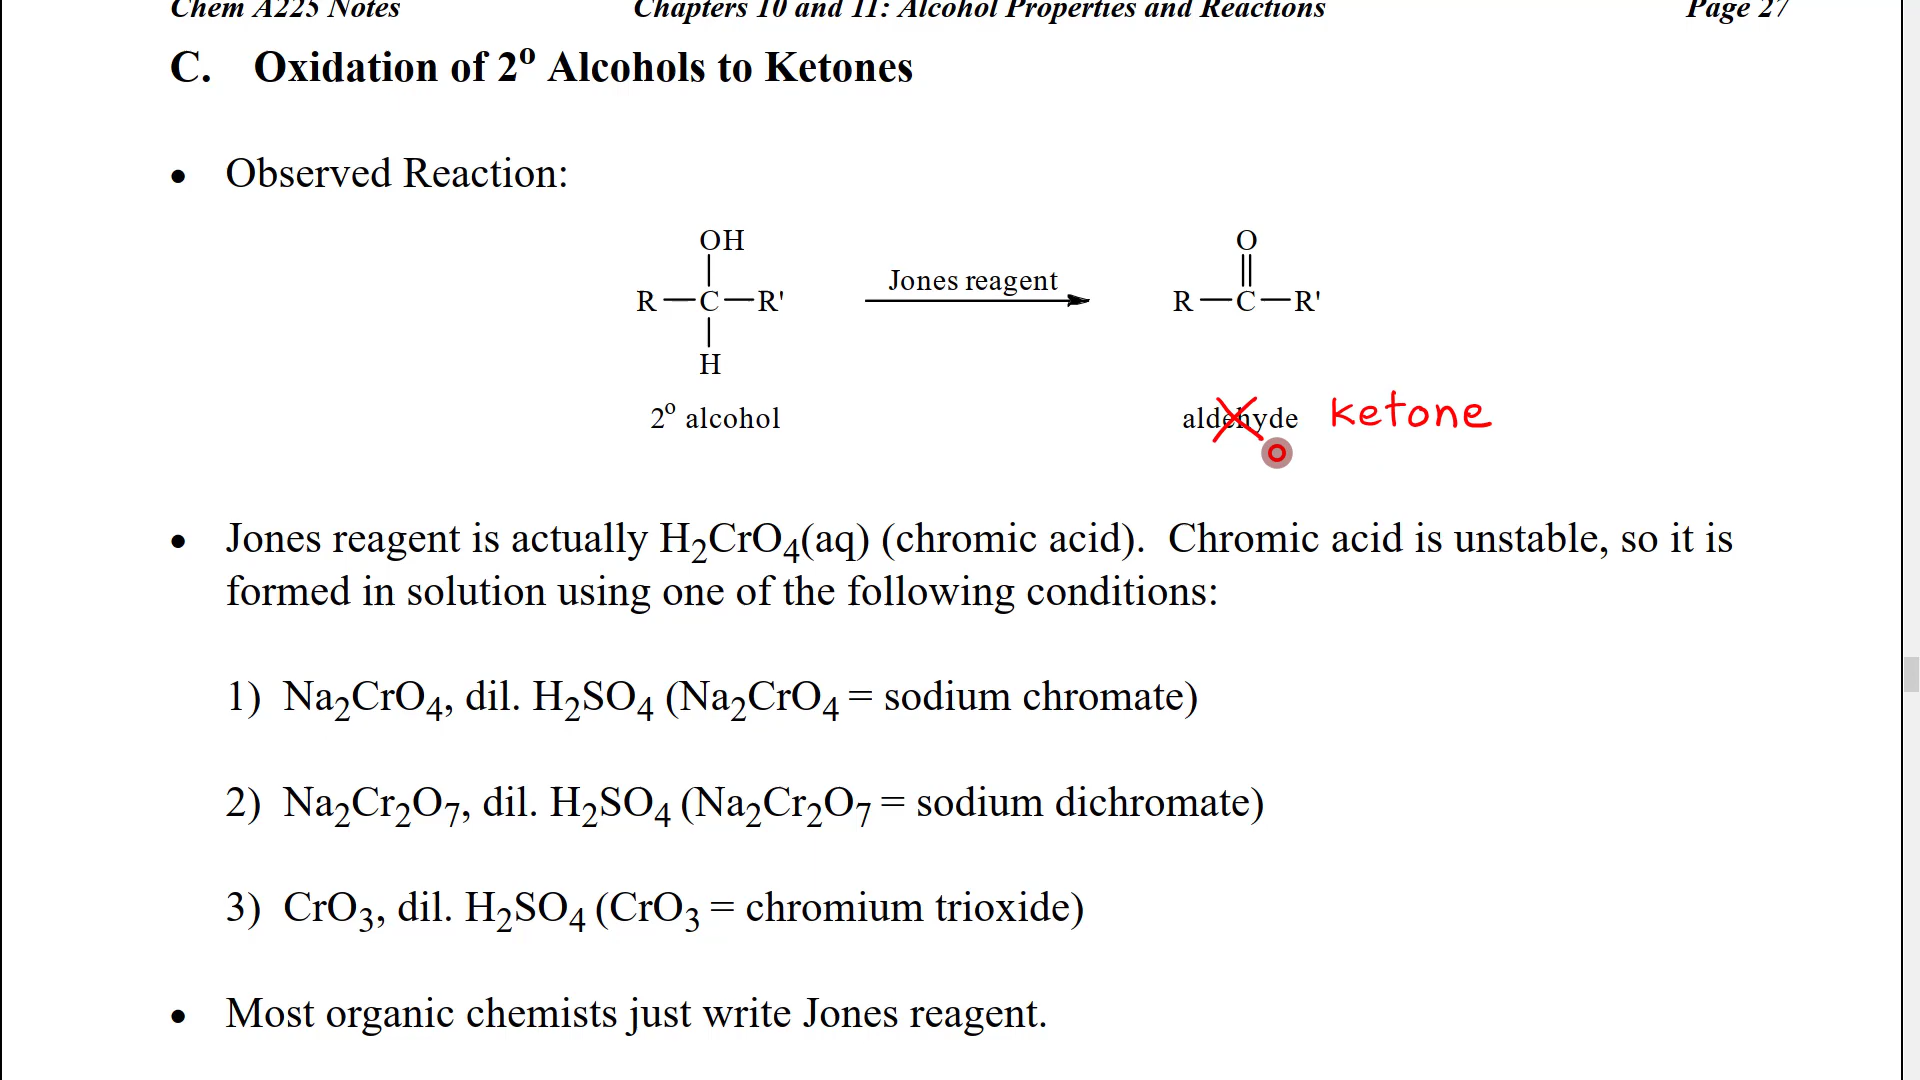 Chem A225 Notes Chapters 10 and 11: Alcohol Properties and Reactions Page 27
C. Oxidation of 2º Alcohols to Ketones
• Observed Reaction:
OH O
Jones reagent
R—C—R' R—C—R'
H
2º alcohol aldehyde ketone
• Jones reagent is actually H₂CrO₄(aq) (chromic acid). Chromic acid is unstable, so it is
formed in solution using one of the following conditions:
1) Na₂CrO₄, dil. H₂SO₄ (Na₂CrO₄ = sodium chromate)
2) Na₂Cr₂O₇, dil. H₂SO₄ (Na₂Cr₂O₇ = sodium dichromate)
3) CrO₃, dil. H₂SO₄ (CrO₃ = chromium trioxide)
• Most organic chemists just write Jones reagent.